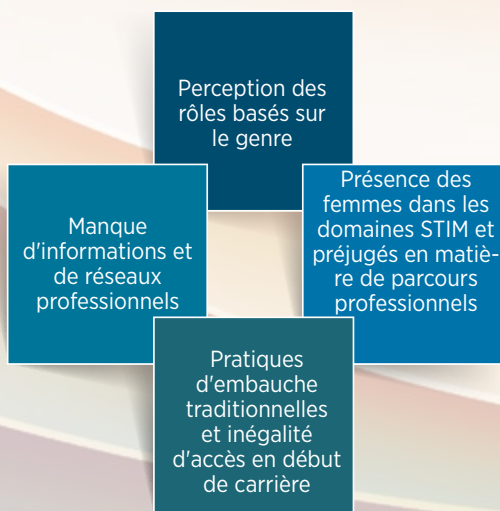 Perception des
rôles basés sur
le genre
Manque
d'informations et
de réseaux
professionnels
Présence des
femmes dans les
domaines STIM et
préjugés en matiè-
re de parcours
professionnels
Pratiques
d'embauche
traditionnelles
et inégalité
d'accès en début
de carrière